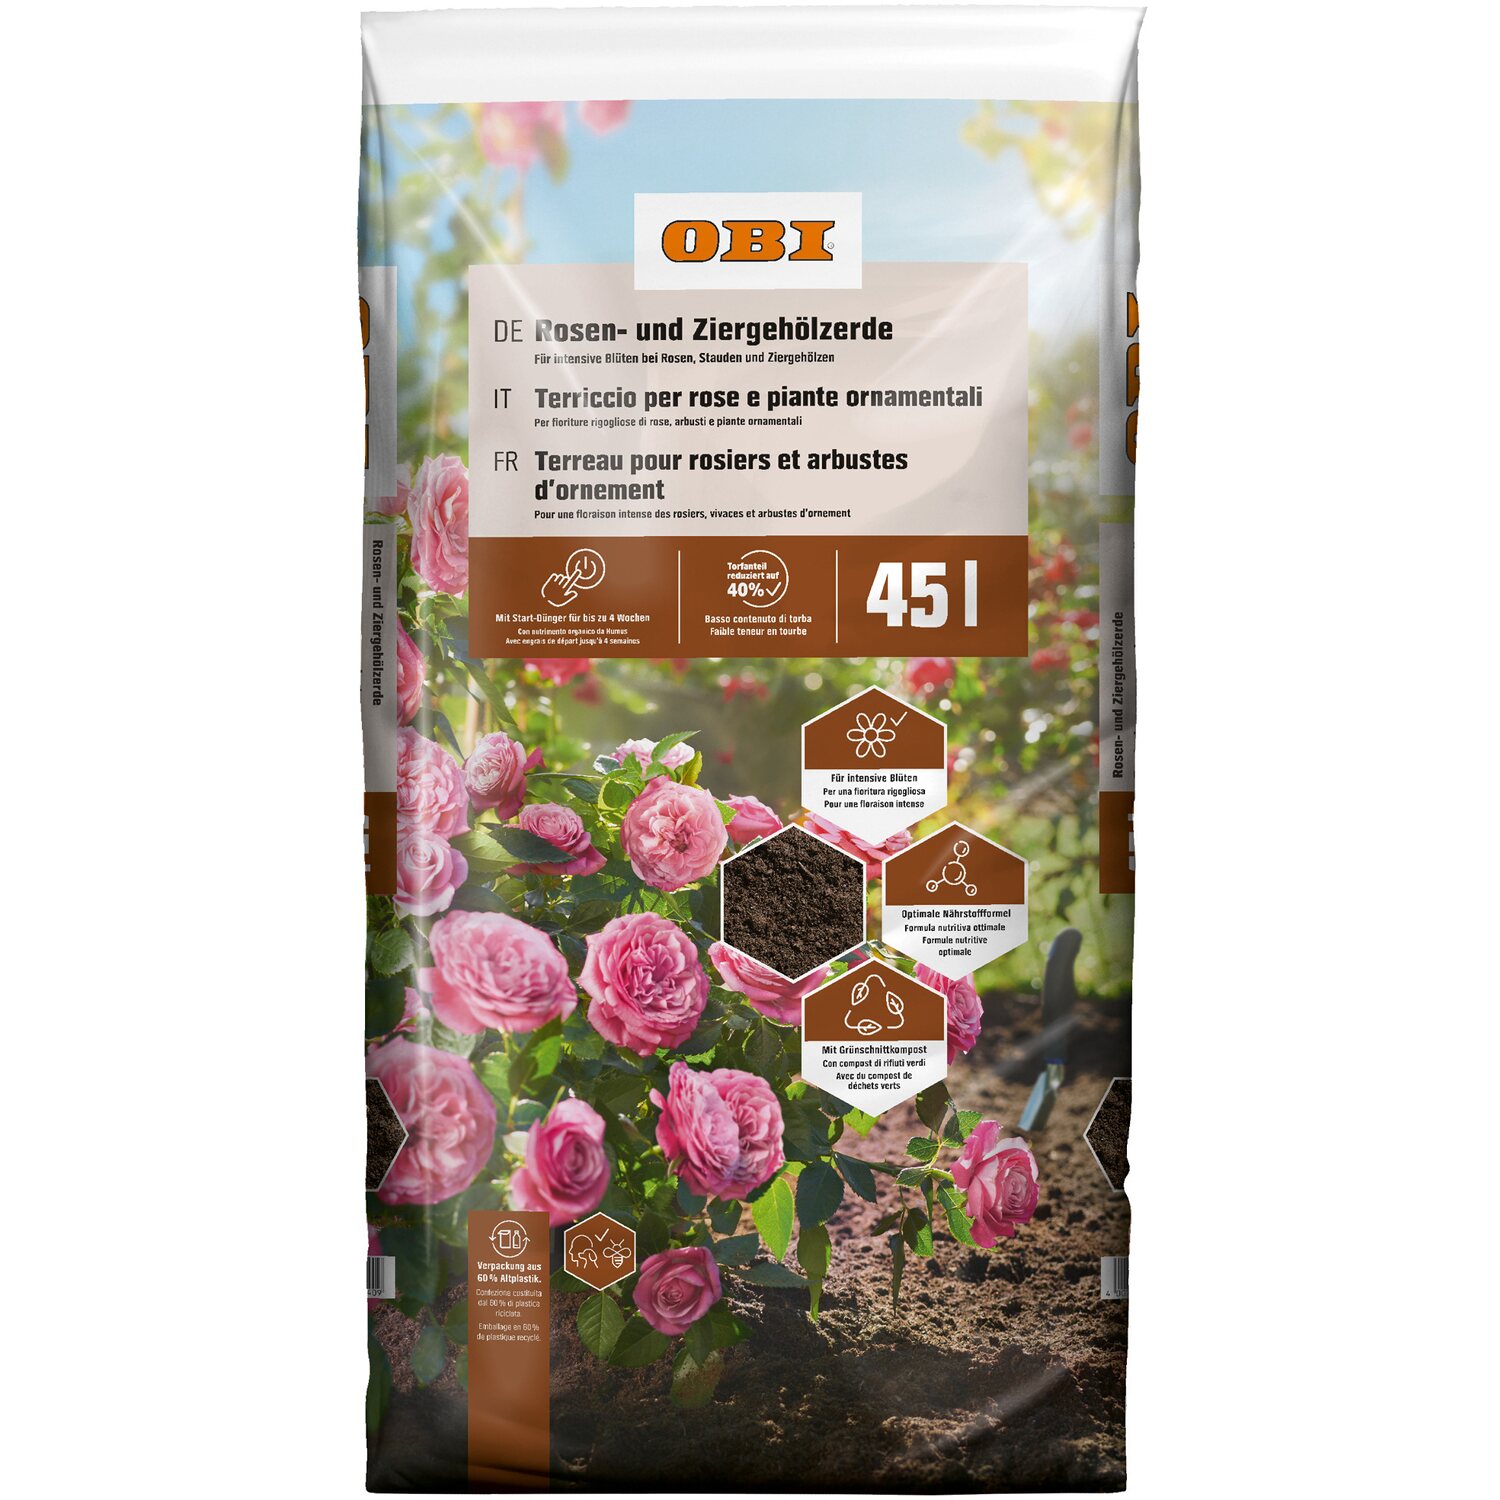 OBI
DE Rosen- und Ziergehölzerde
Für intensive Blüten bei Rosen, Stauden und Ziergehölzen
IT Terriccio per rose e piante ornamentali
Per fioriture rigogliose di rose, arbusti e piante ornamentali
FR Terreau pour rosiers et arbustes
d'ornement
Pour une floraison intense des rosiers, vivaces et arbustes d'ornement
Mit Start-Dünger für bis zu 4 Wochen
Con nutrimento organico da Humus
Avec engrais de départ jusqu'à 4 semaines
Torfanteil
reduziert auf
40%
Basso contenuto di torba
Faible teneur en tourbe
45 l
Rosen- und Ziergehölzerde
Rosen- und Ziergehölzerde
Für intensive Blüten
Per una fioritura rigogliosa
Pour une floraison intense
Optimale Nährstoffformel
Formula nutritiva ottimale
Formule nutritive
optimale
Mit Grünschnittkompost
Con compost di rifiuti verdi
Avec du compost de
déchets verts
Verpackung aus
60 % Altplastik.
Confezione costituita
dal 60 % di plastica
riciclata.
Emballage en 60 %
de plastique recyclé.